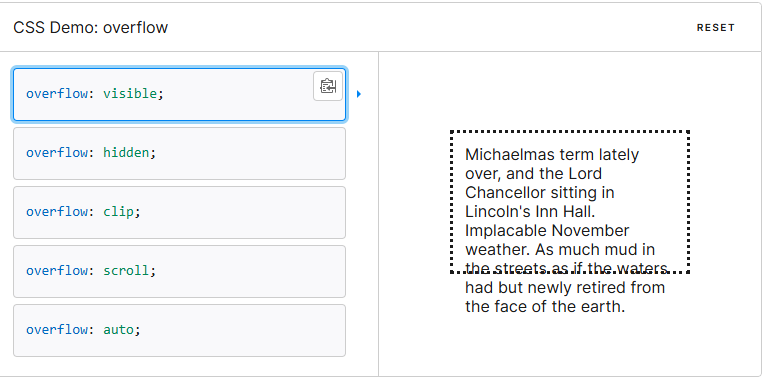 CSS Demo: overflow
RESET
overflow: visible;
overflow: hidden;
overflow: clip;
overflow: scroll;
overflow: auto;
Michaelmas term lately
over, and the Lord
Chancellor sitting in
Lincoln's Inn Hall.
Implacable November
weather. As much mud in
the streets as if the waters
had but newly retired from
the face of the earth.